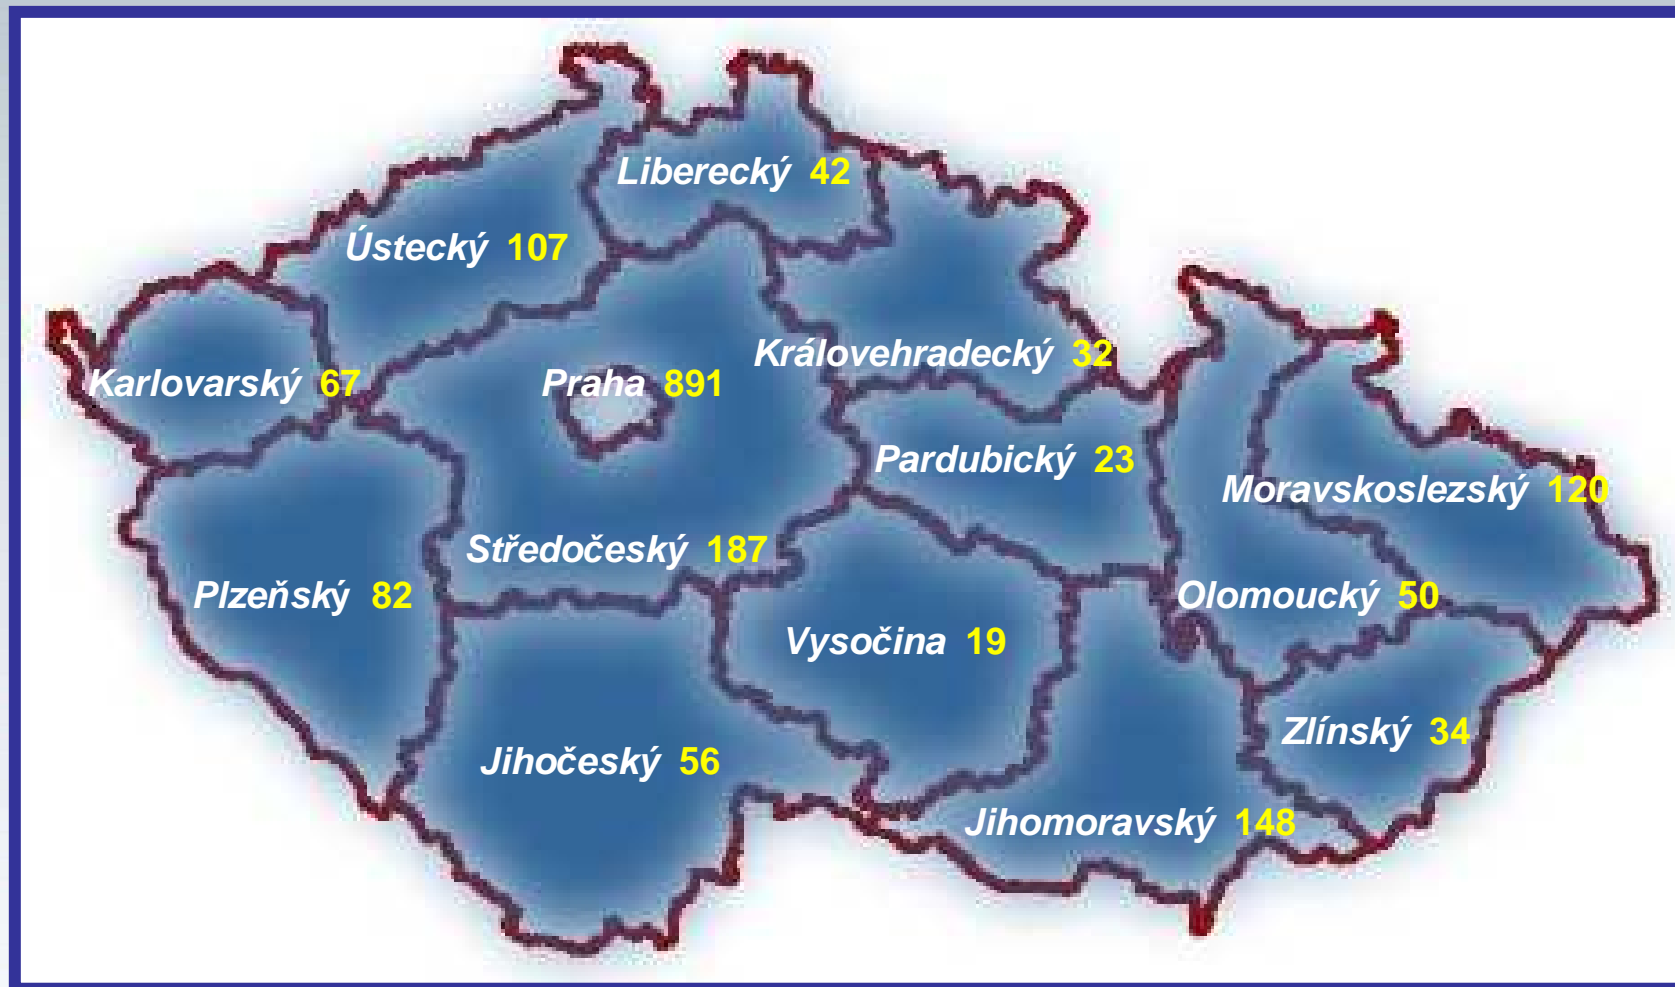 Liberecký 42
Ústecký 107
Královehradecký 32
Karlovarský 67
Praha 891
Pardubický 23
Moravskoslezský 120
Středočeský 187
Plzeňský 82
Olomoucký 50
Vysočina 19
Zlínský 34
Jihočeský 56
Jihomoravský 148